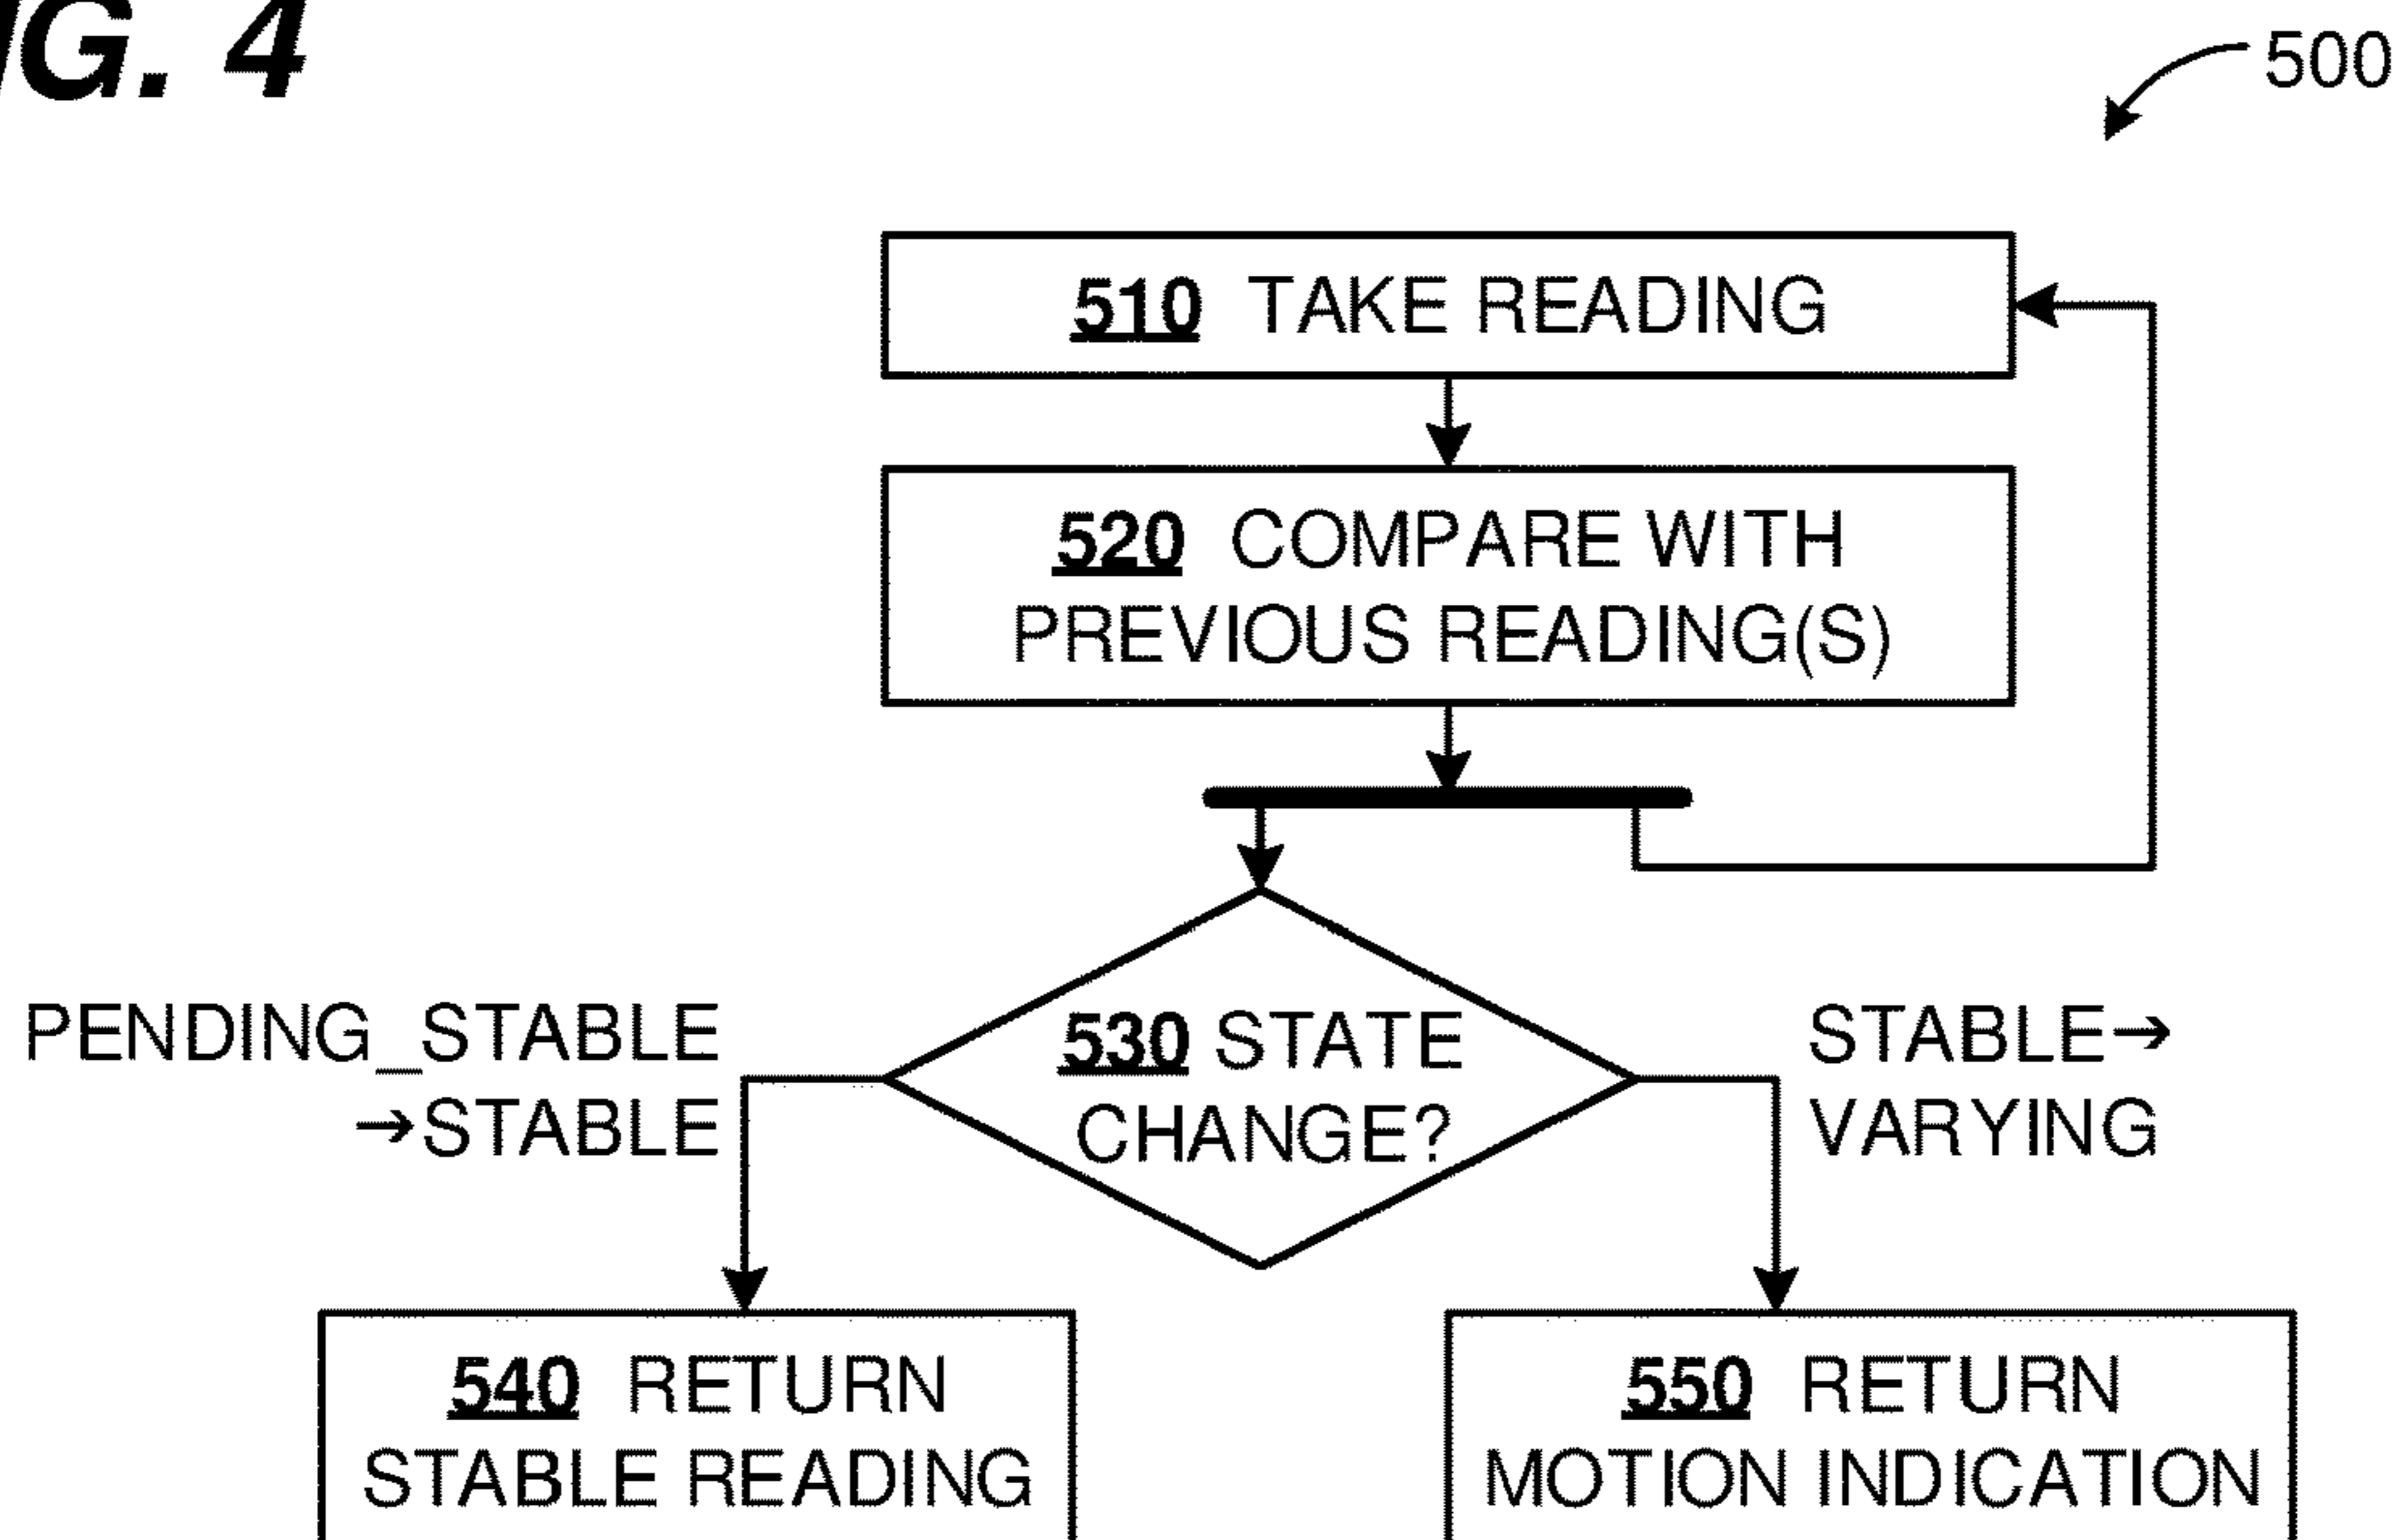 IG. 4
500
510 TAKE READING
520 COMPARE WITH
PREVIOUS READING(S)
PENDING_STABLE
→STABLE
530 STATE
CHANGE?
STABLE→
VARYING
540 RETURN
STABLE READING
550 RETURN
MOTION INDICATION